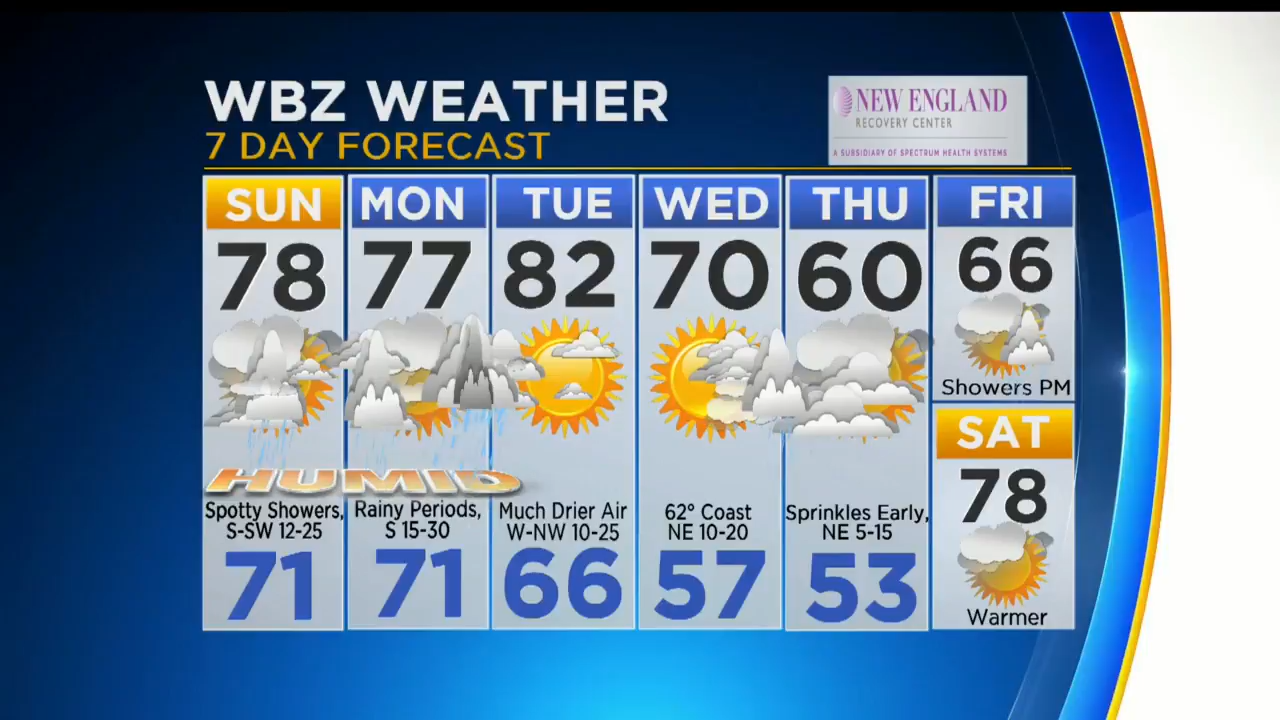 WBZ WEATHER
7 DAY FORECAST
NEW ENGLAND
RECOVERY CENTER
A SUBSIDIARY OF SPECTRUM HEALTH SYSTEMS
SUN
78
HUMID
Spotty Showers,
S-SW 12-25
71
MON
77
Rainy Periods,
S 15-30
71
TUE
82
Much Drier Air
W-NW 10-25
66
WED
70
62° Coast
NE 10-20
57
THU
60
Sprinkles Early,
NE 5-15
53
FRI
66
Showers PM
SAT
78
Warmer